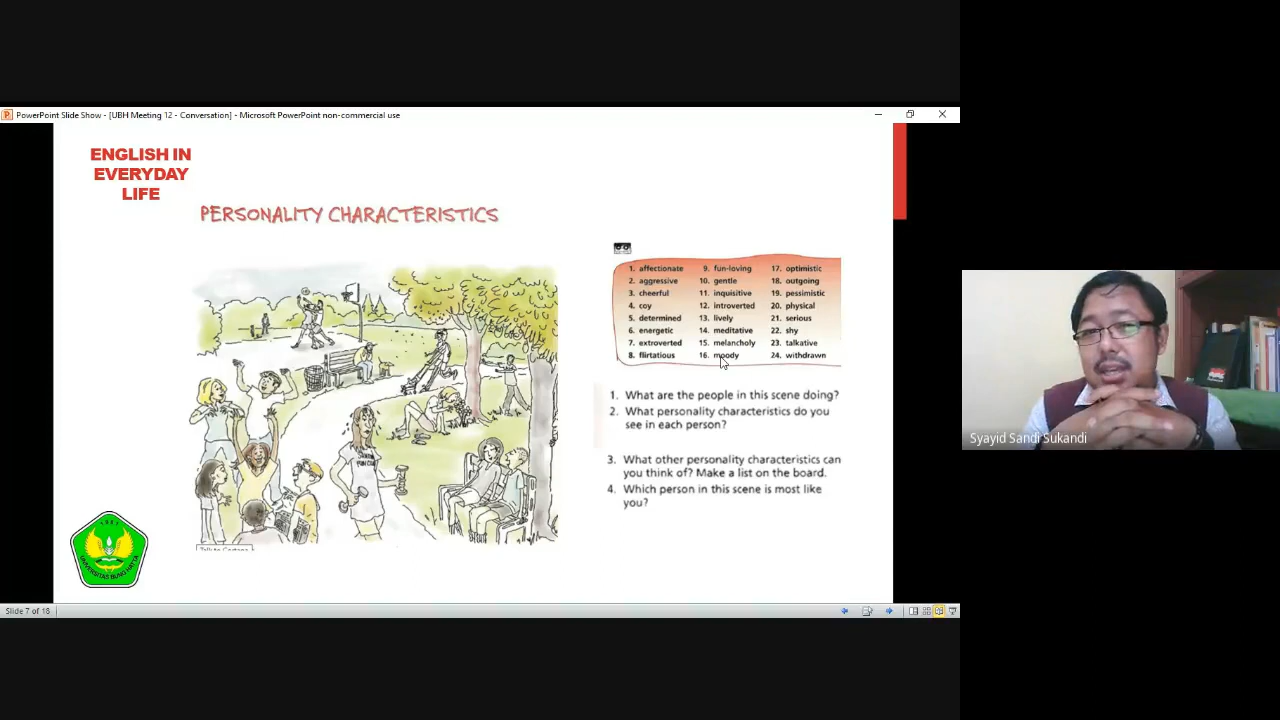 PowerPoint Slide Show - [UBH Meeting 12 - Conversation] - Microsoft PowerPoint non-commercial use
ENGLISH IN
EVERYDAY
LIFE
PERSONALITY CHARACTERISTICS
1. affectionate
2. aggressive
3. cheerful
4. coy
5. determined
6. energetic
7. extroverted
8. flirtatious
9. fun-loving
10. gentle
11. inquisitive
12. introverted
13. lively
14. meditative
15. melancholy
16. moody
17. optimistic
18. outgoing
19. pessimistic
20. physical
21. serious
22. shy
23. talkative
24. withdrawn
1. What are the people in this scene doing?
2. What personality characteristics do you
see in each person?
3. What other personality characteristics can
you think of? Make a list on the board.
4. Which person in this scene is most like
you?
FUN CLUB
UNIVERSITAS BUNG HATTA
Slide 7 of 18
Syayid Sandi Sukandi